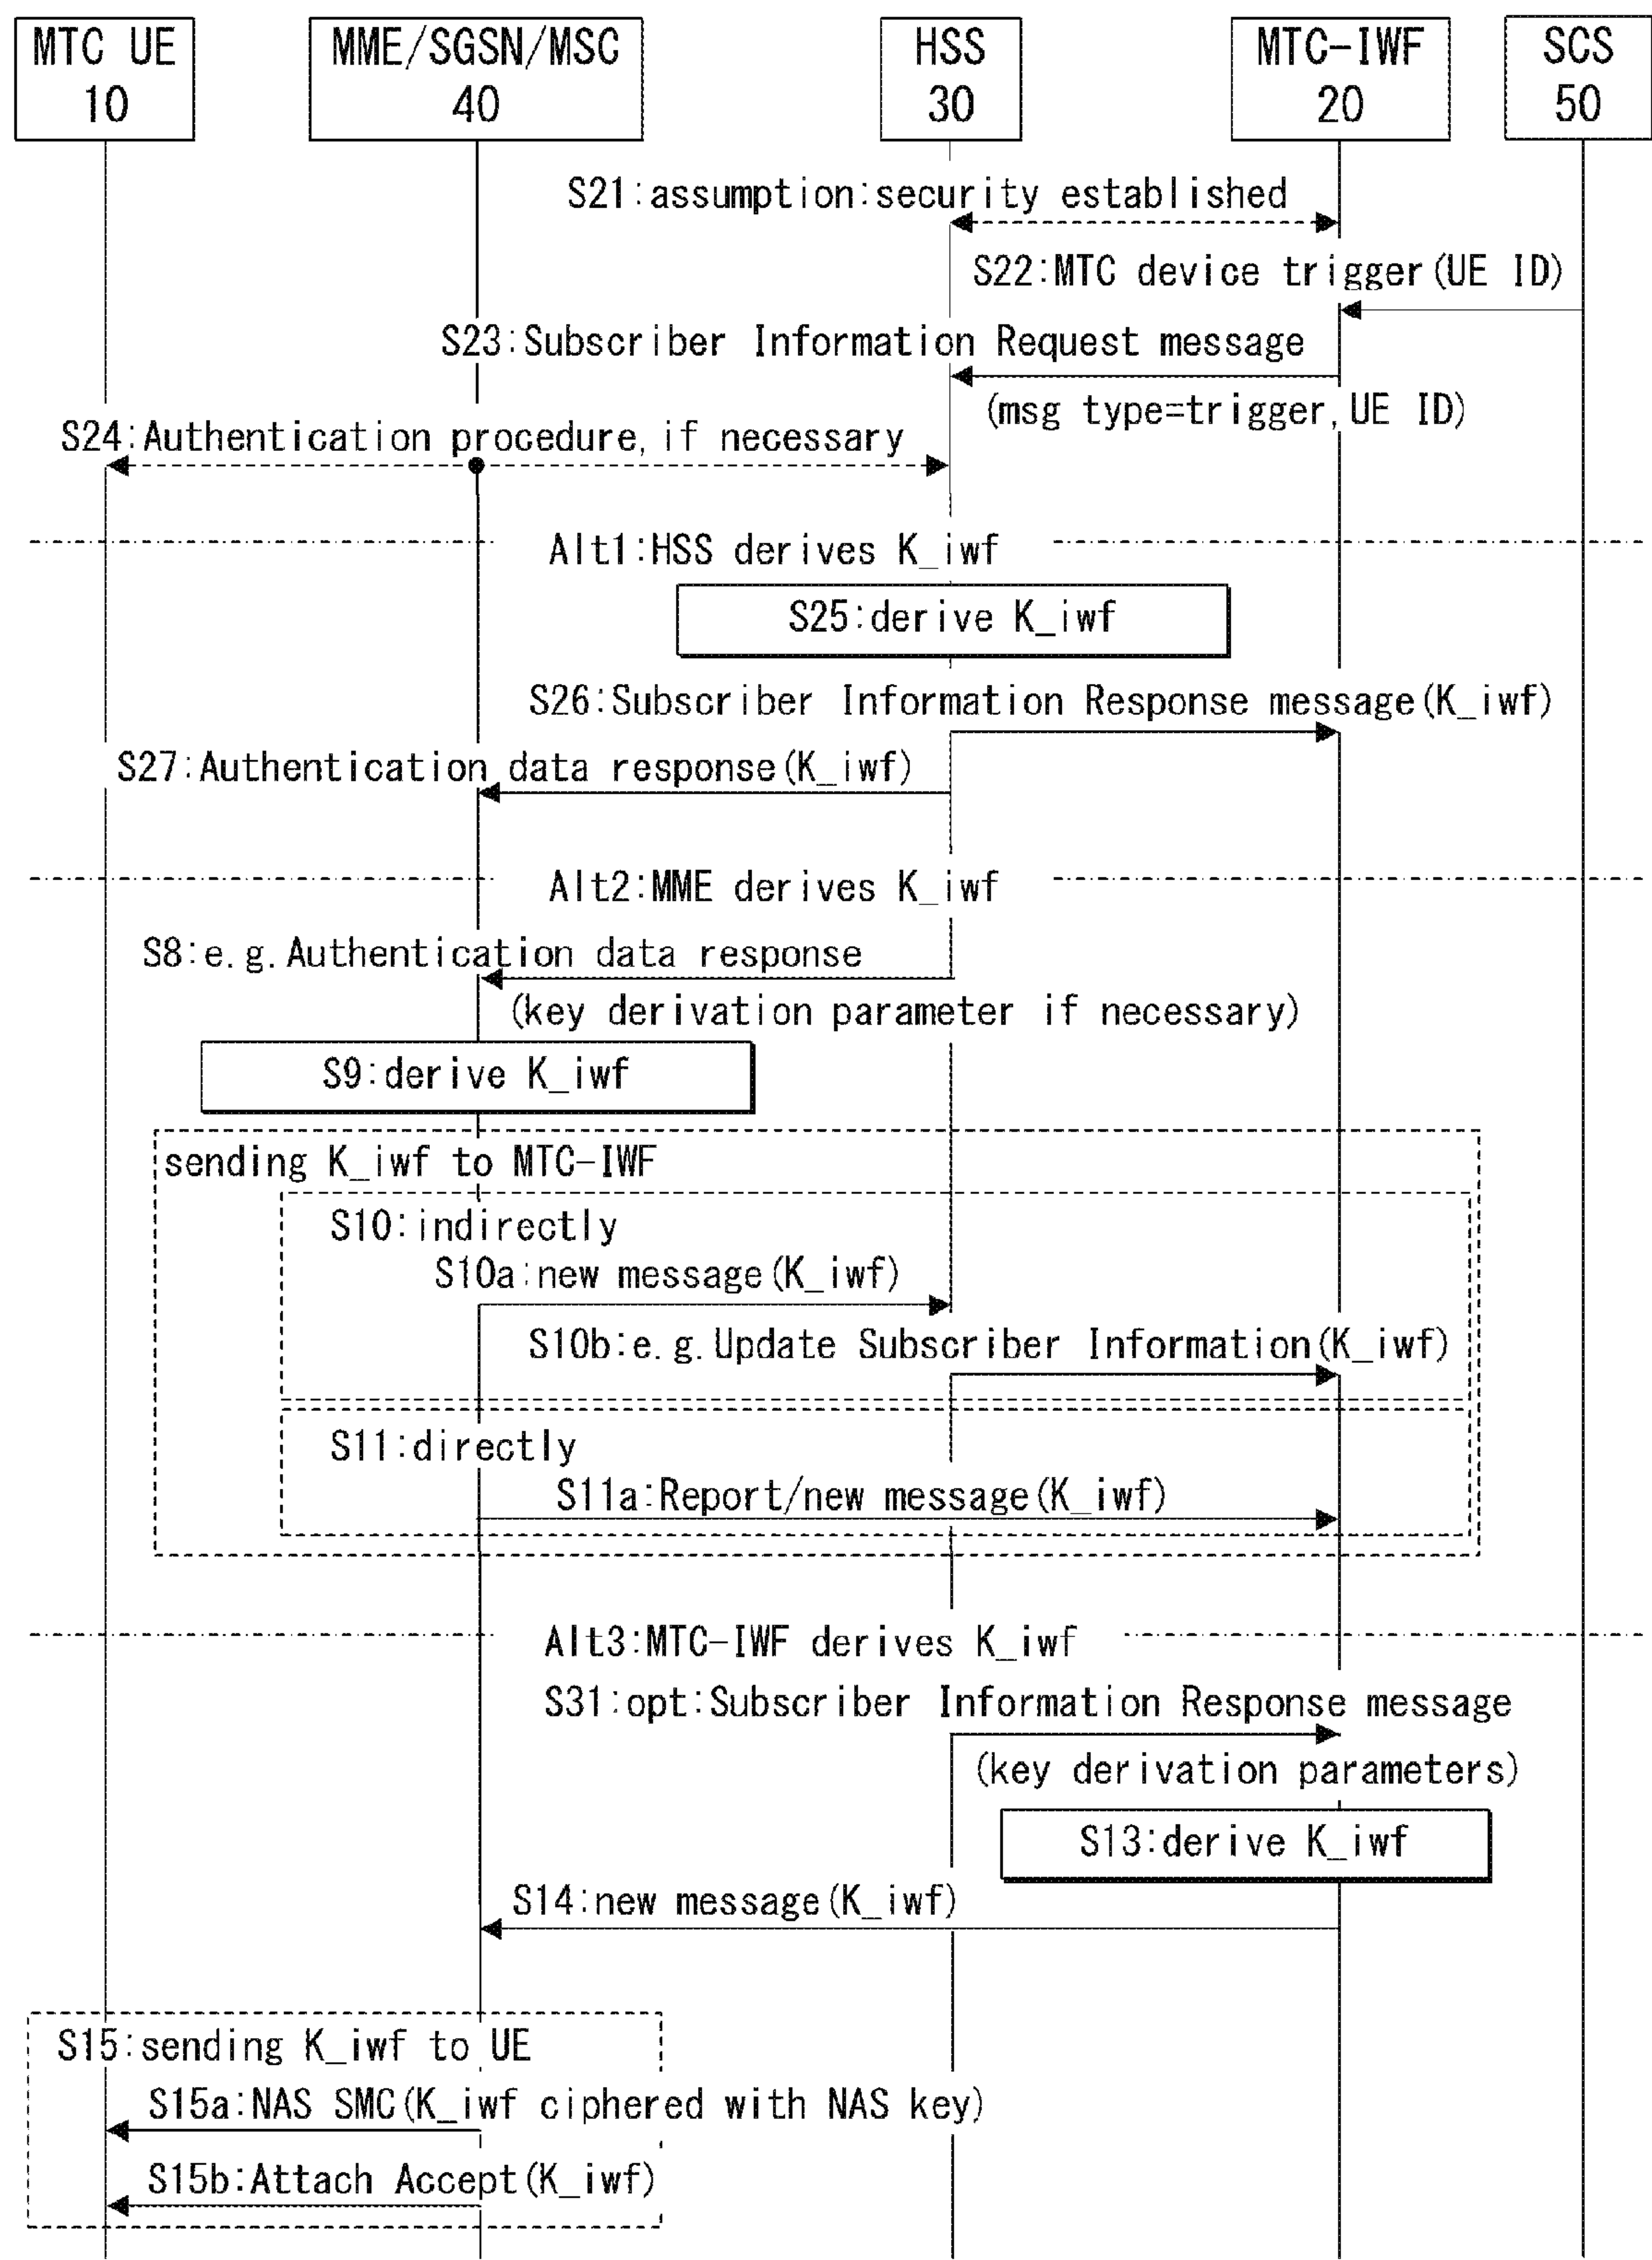 MTC UE
10
MME/SGSN/MSC
40
HSS
30
MTC-IWF
20
SCS
50
S21:assumption:security established
S22:MTC device trigger(UE ID)
S23:Subscriber Information Request message
(msg type=trigger,UE ID)
S24:Authentication procedure, if necessary
Alt1:HSS derives K_iwf
S25:derive K_iwf
S26:Subscriber Information Response message(K_iwf)
S27:Authentication data response(K_iwf)
Alt2:MME derives K_iwf
S8:e.g.Authentication data response
(key derivation parameter if necessary)
S9:derive K_iwf
sending K_iwf to MTC-IWF
S10:indirectly
S10a:new message(K_iwf)
S10b:e.g.Update Subscriber Information(K_iwf)
S11:directly
S11a:Report/new message(K_iwf)
Alt3:MTC-IWF derives K_iwf
S31:opt:Subscriber Information Response message
(key derivation parameters)
S13:derive K_iwf
S14:new message(K_iwf)
S15:sending K_iwf to UE
S15a:NAS SMC(K_iwf ciphered with NAS key)
S15b:Attach Accept(K_iwf)